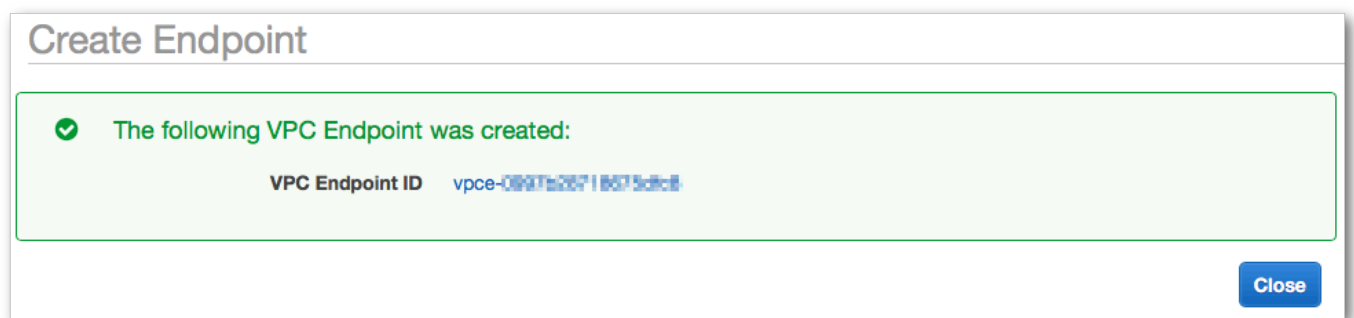 Create Endpoint
The following VPC Endpoint was created:
VPC Endpoint ID vpce-
Close